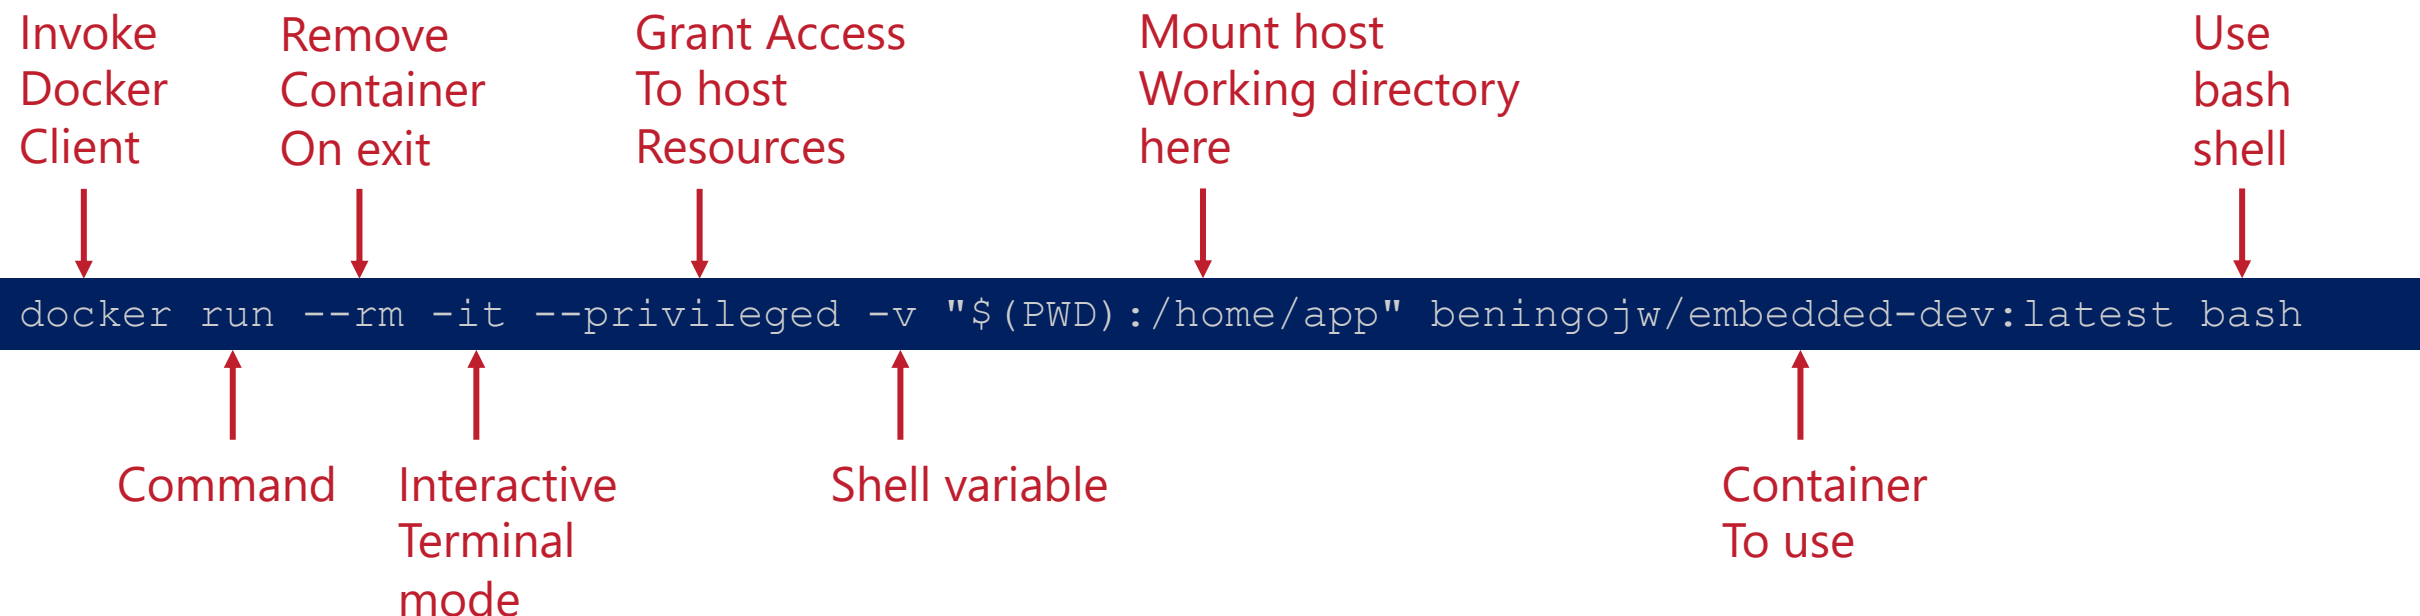 Invoke
Docker
Client
Remove
Container
On exit
Grant Access
To host
Resources
Mount host
Working directory
here
Use
bash
shell
docker run --rm -it --privileged -v "$(PWD):/home/app" beningojw/embedded-dev:latest bash
Command
Interactive
Terminal
mode
Shell variable
Container
To use